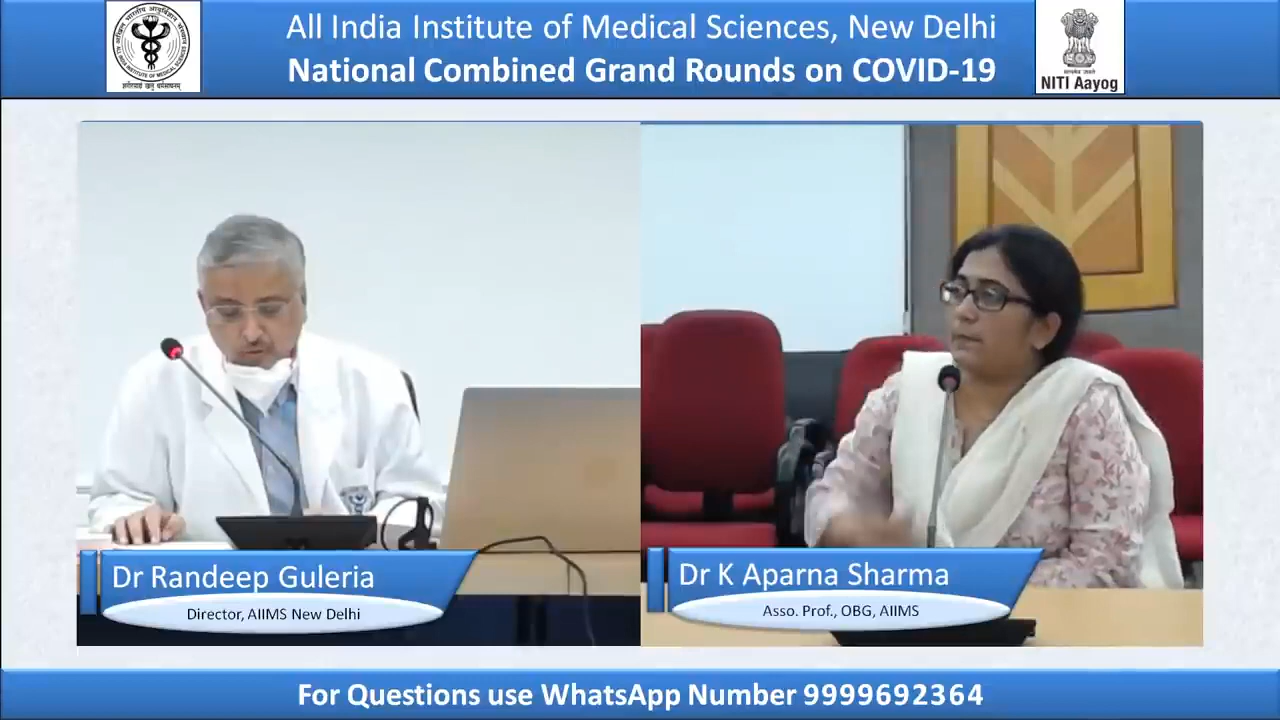 All India Institute of Medical Sciences, New Delhi
National Combined Grand Rounds on COVID-19
NITI Aayog
Dr Randeep Guleria
Director, AIIMS New Delhi
Dr K Aparna Sharma
Asso. Prof., OBG, AIIMS
For Questions use WhatsApp Number 9999692364